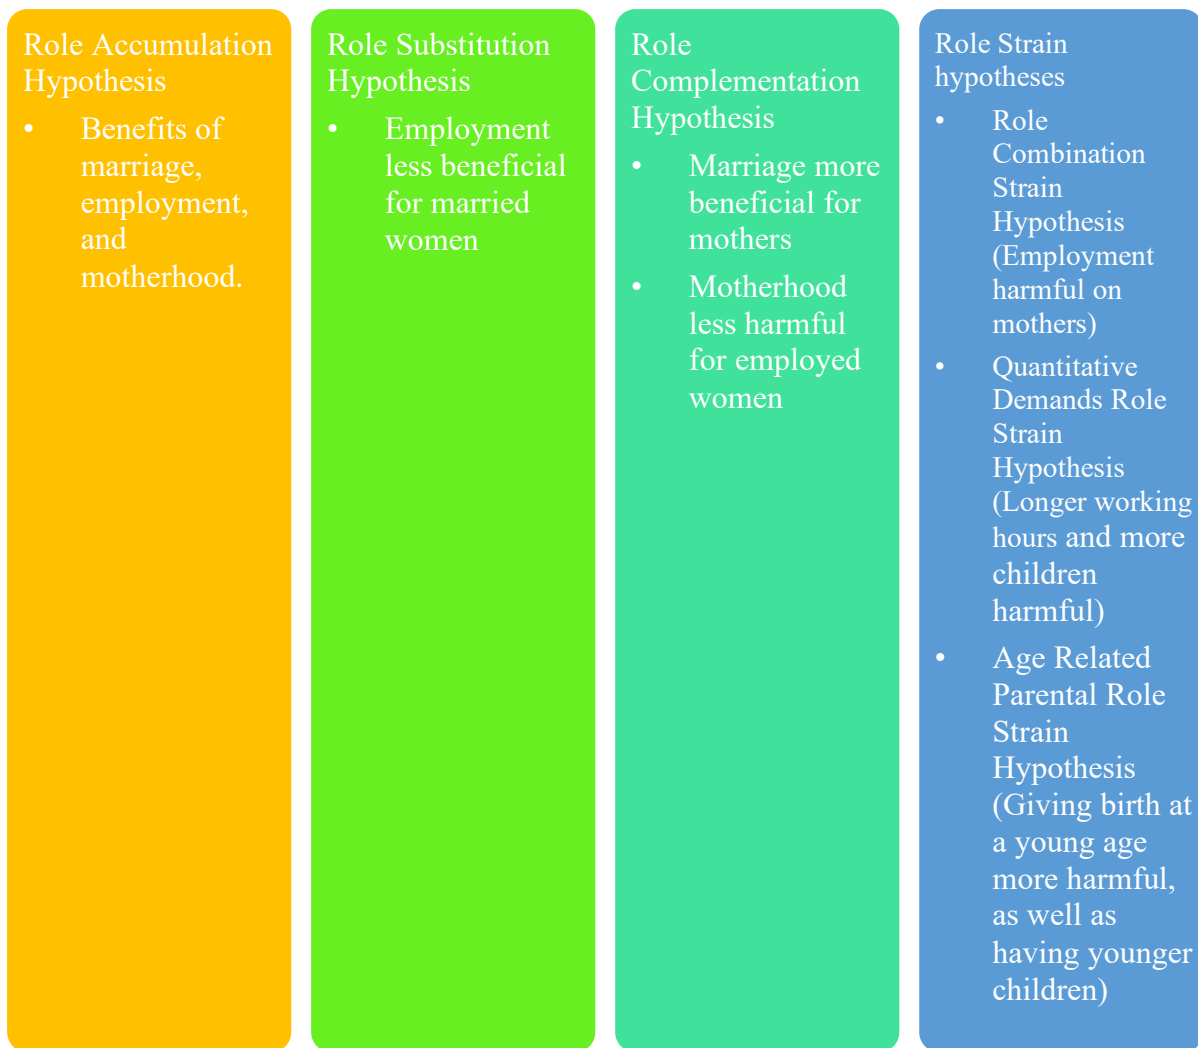 Role Accumulation
Hypothesis
• Benefits of
marriage,
employment,
and
motherhood.
Role Substitution
Hypothesis
• Employment
less beneficial
for married
women
Role
Complementation
Hypothesis
• Marriage more
beneficial for
mothers
• Motherhood
less harmful
for employed
women
Role Strain
hypotheses
• Role
Combination
Strain
Hypothesis
(Employment
harmful on
mothers)
• Quantitative
Demands Role
Strain
Hypothesis
(Longer working
hours and more
children
harmful)
• Age Related
Parental Role
Strain
Hypothesis
(Giving birth at
a young age
more harmful,
as well as
having younger
children)